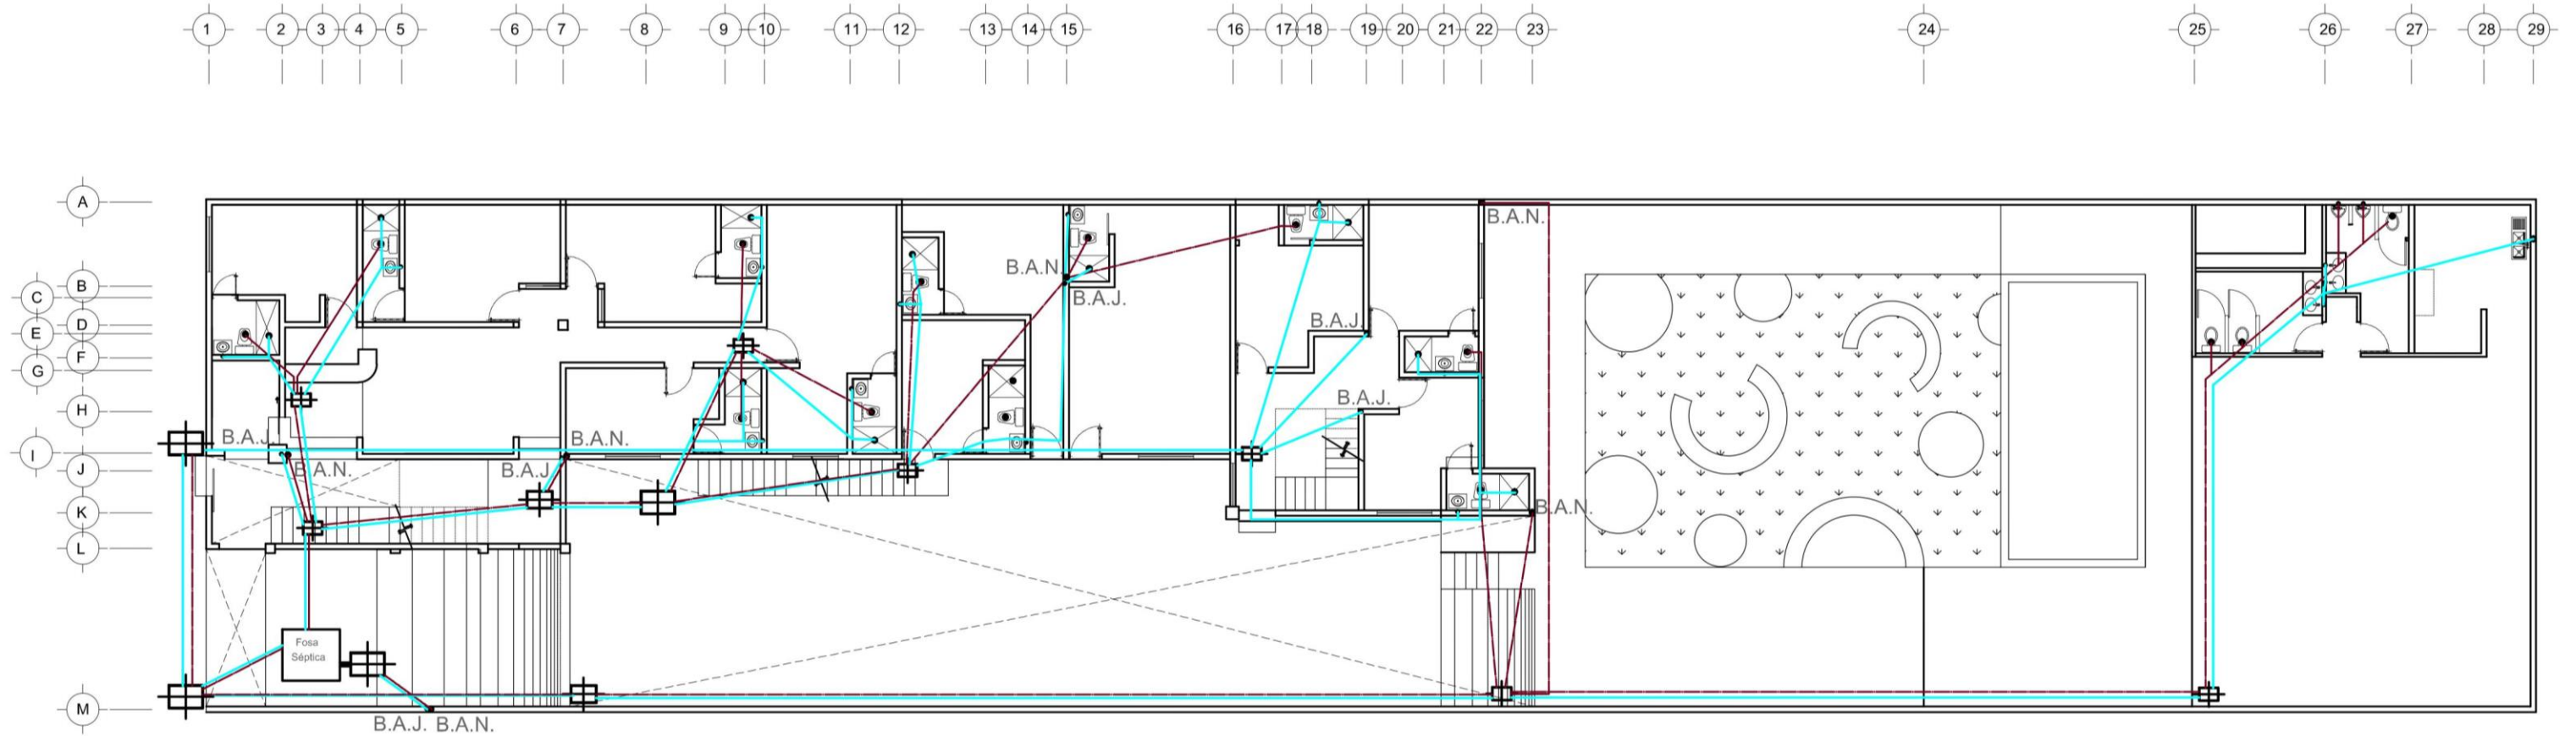 1 2 3 4 5 6 7 8 9 10 11 12 13 14 15 16 17 18 19 20 21 22 23 24 25 26 27 28 29
A
B.A.N.
B.A.N.
B
C
B.A.J.
B.A.J.
D
E
F
G
B.A.J.
H
B.A.J.
B.A.N.
I
B.A.N.
B.A.J.
J
B.A.N.
K
L
Fosa
Séptica
M
B.A.J. B.A.N.